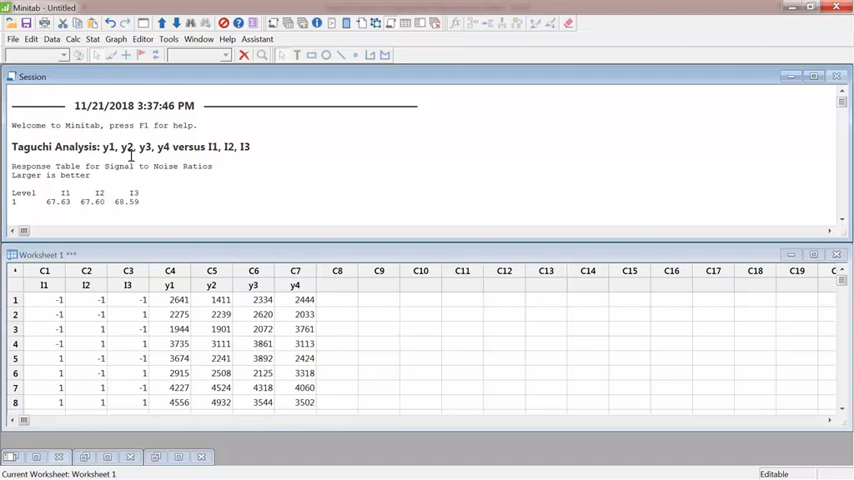 Minitab - Untitled
File Edit Data Calc Stat Graph Editor Tools Window Help Assistant
Session
11/21/2018 3:37:46 PM
Welcome to Minitab, press F1 for help.
Taguchi Analysis: y1, y2, y3, y4 versus I1, I2, I3
Response Table for Signal to Noise Ratios
Larger is better
Level I1 I2 I3
1 67.63 67.60 68.59
Worksheet 1 ***
C1 C2 C3 C4 C5 C6 C7 C8 C9 C10 C11 C12 C13 C14 C15 C16 C17 C18 C19
I1 I2 I3 y1 y2 y3 y4
1 -1 -1 -1 2641 1411 2334 2444
2 -1 -1 1 2275 2239 2620 2033
3 -1 1 -1 1944 1901 2072 3761
4 -1 1 1 3735 3111 3861 3113
5 1 -1 -1 3674 2241 3892 2424
6 1 -1 1 2915 2508 2125 3318
7 1 1 -1 4227 4524 4318 4060
8 1 1 1 4556 4932 3544 3502
Current Worksheet: Worksheet 1
Editable